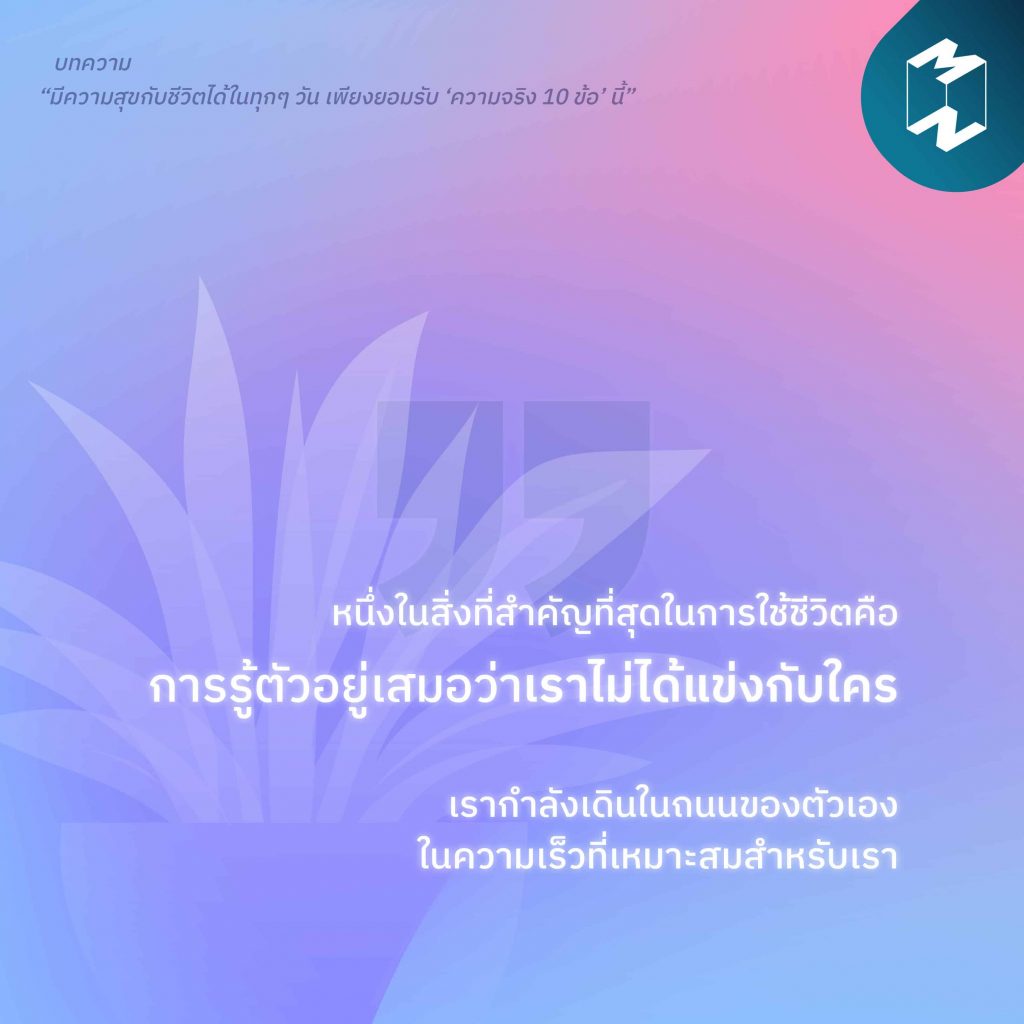 บทความ
“มีความสุขกับชีวิตได้ในทุกๆ วัน เพียงยอมรับ ‘ความจริง 10 ข้อ’ นี้”
หนึ่งในสิ่งที่สำคัญที่สุดในการใช้ชีวิตคือ
การรู้ตัวอยู่เสมอว่าเราไม่ได้แข่งกับใคร
เรากำลังเดินในถนนของตัวเอง
ในความเร็วที่เหมาะสมสำหรับเรา